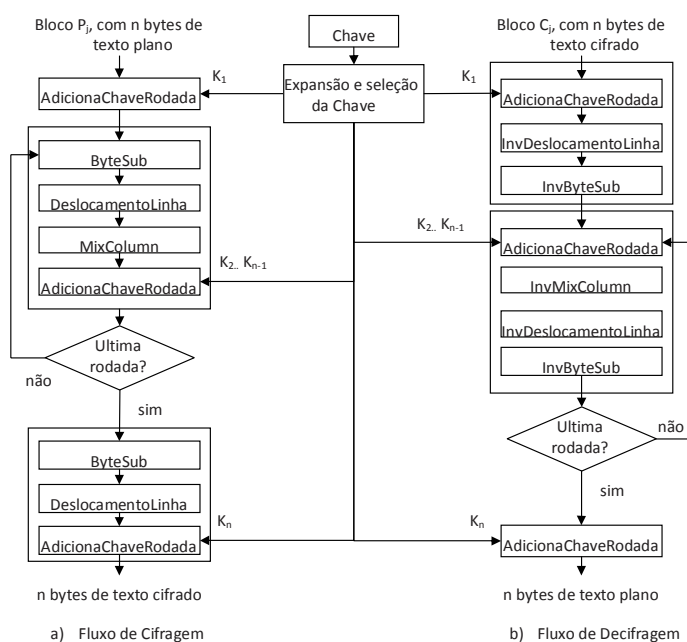 Bloco Pj, com n bytes de
texto plano
K1
AdicionaChaveRodada
ByteSub
DeslocamentoLinha
MixColumn
K2.. Kn-1
AdicionaChaveRodada
Ultima
rodada?
não
sim
ByteSub
DeslocamentoLinha
Kn
AdicionaChaveRodada
n bytes de texto cifrado
a) Fluxo de Cifragem
Chave
Expansão e seleção
da Chave
Bloco Cj, com n bytes de
texto cifrado
K1
AdicionaChaveRodada
InvDeslocamentoLinha
InvByteSub
K2.. Kn-1
AdicionaChaveRodada
InvMixColumn
InvDeslocamentoLinha
InvByteSub
Ultima
rodada?
não
sim
Kn
AdicionaChaveRodada
n bytes de texto plano
b) Fluxo de Decifragem